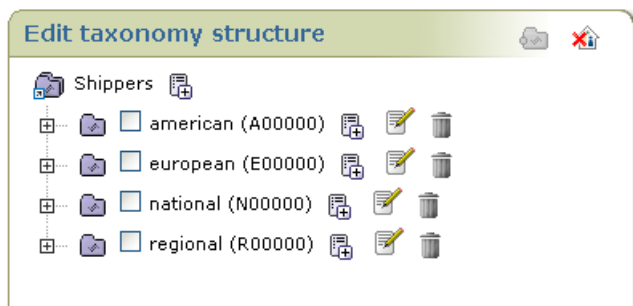 Edit taxonomy structure
Shippers
american (A00000)
european (E00000)
national (N00000)
regional (R00000)